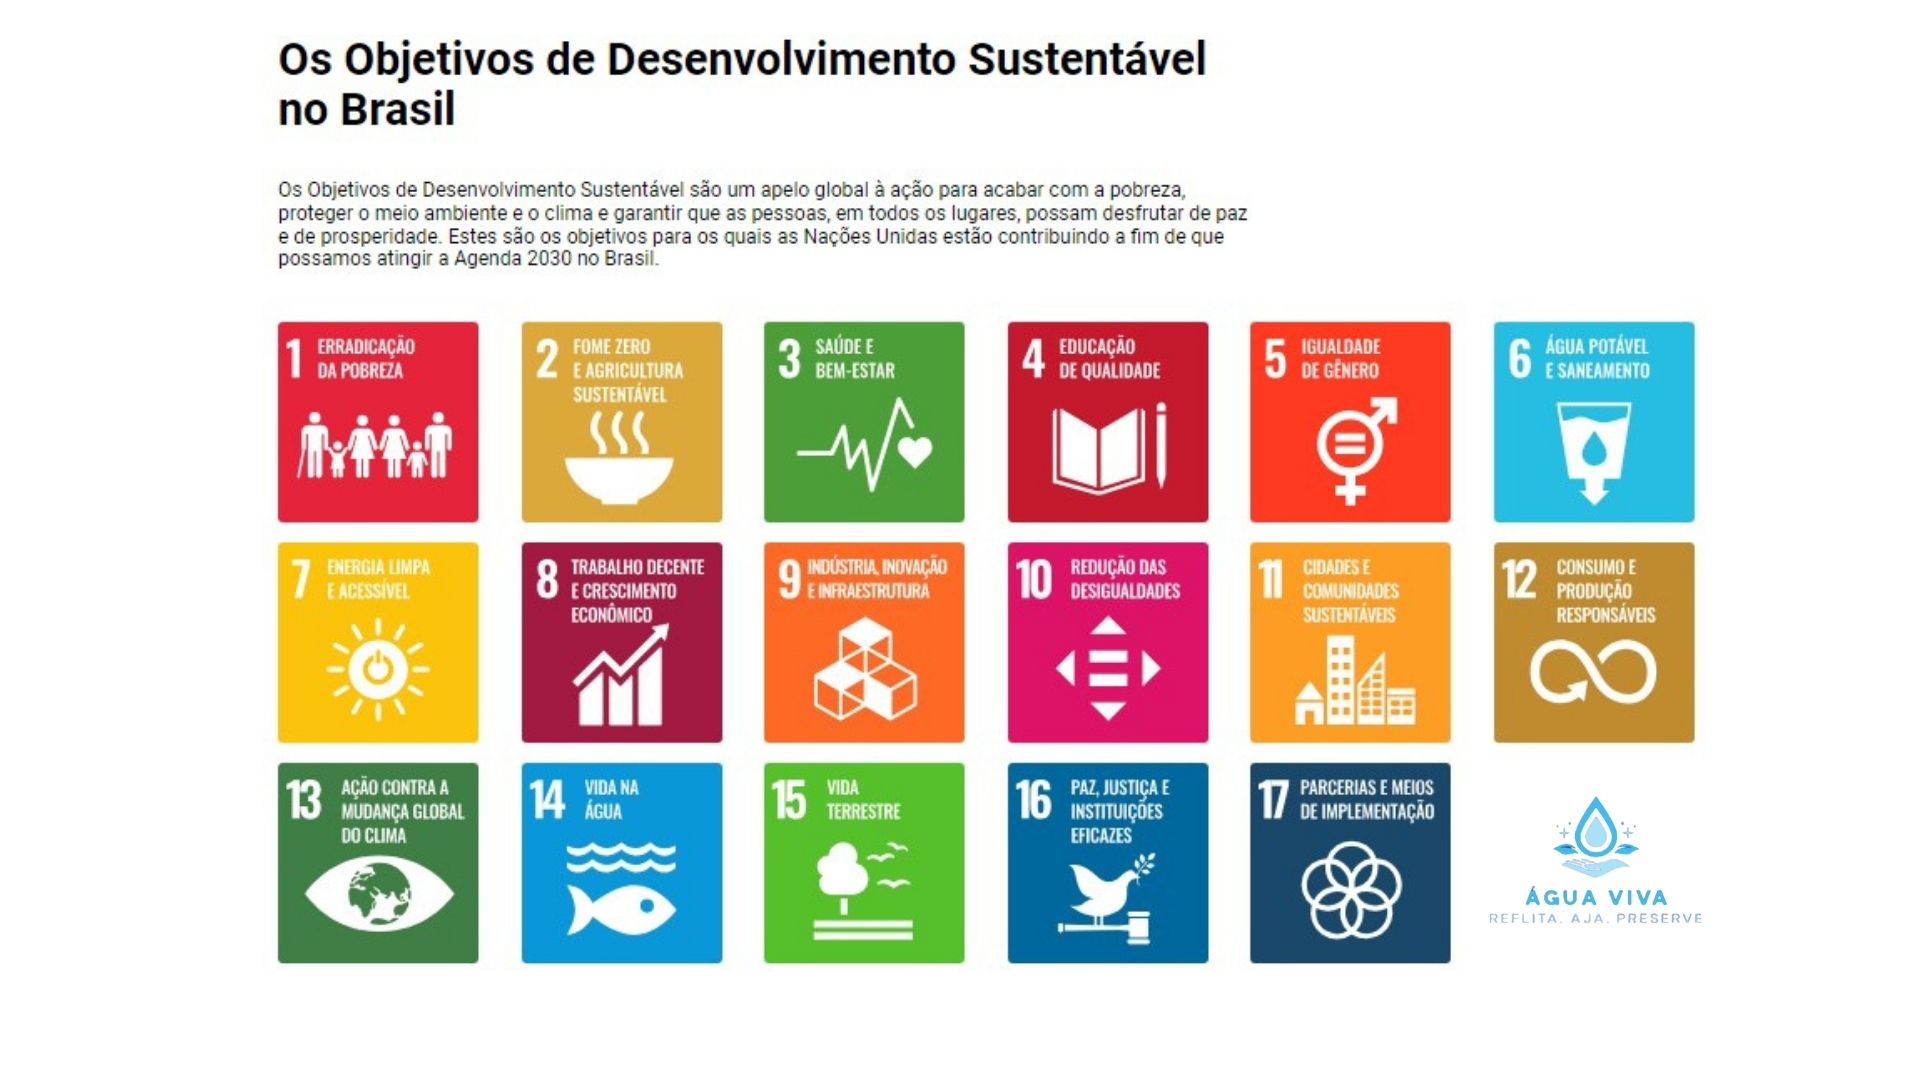 Os Objetivos de Desenvolvimento Sustentável
no Brasil
Os Objetivos de Desenvolvimento Sustentável são um apelo global à ação para acabar com a pobreza,
proteger o meio ambiente e o clima e garantir que as pessoas, em todos os lugares, possam desfrutar de paz
e de prosperidade. Estes são os objetivos para os quais as Nações Unidas estão contribuindo a fim de que
possamos atingir a Agenda 2030 no Brasil.
1 ERRADICAÇÃO
DA POBREZA
2 FOME ZERO
E AGRICULTURA
SUSTENTÁVEL
3 SAÚDE E
BEM-ESTAR
4 EDUCAÇÃO
DE QUALIDADE
5 IGUALDADE
DE GÊNERO
6 ÁGUA POTÁVEL
E SANEAMENTO
7 ENERGIA LIMPA
E ACESSÍVEL
8 TRABALHO DECENTE
E CRESCIMENTO
ECONÔMICO
9 INDÚSTRIA, INOVAÇÃO
E INFRAESTRUTURA
10 REDUÇÃO DAS
DESIGUALDADES
11 CIDADES E
COMUNIDADES
SUSTENTÁVEIS
12 CONSUMO E
PRODUÇÃO
RESPONSÁVEIS
13 AÇÃO CONTRA A
MUDANÇA GLOBAL
DO CLIMA
14 VIDA NA
ÁGUA
15 VIDA
TERRESTRE
16 PAZ, JUSTIÇA E
INSTITUIÇÕES
EFICAZES
17 PARCERIAS E MEIOS
DE IMPLEMENTAÇÃO
ÁGUA VIVA
REFLITA. AJA. PRESERVE